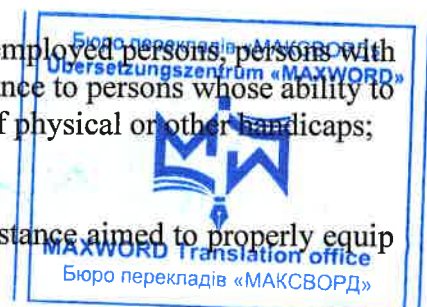 Бюро перекладів «МАКСВОРД»
employed persons, persons with
Übersetzungszentrum «MAXWORD»
nce to persons whose ability to
f physical or other handicaps;
stance aimed to properly equip
MAXWORD Translation office
Бюро перекладів «МАКСВОРД»